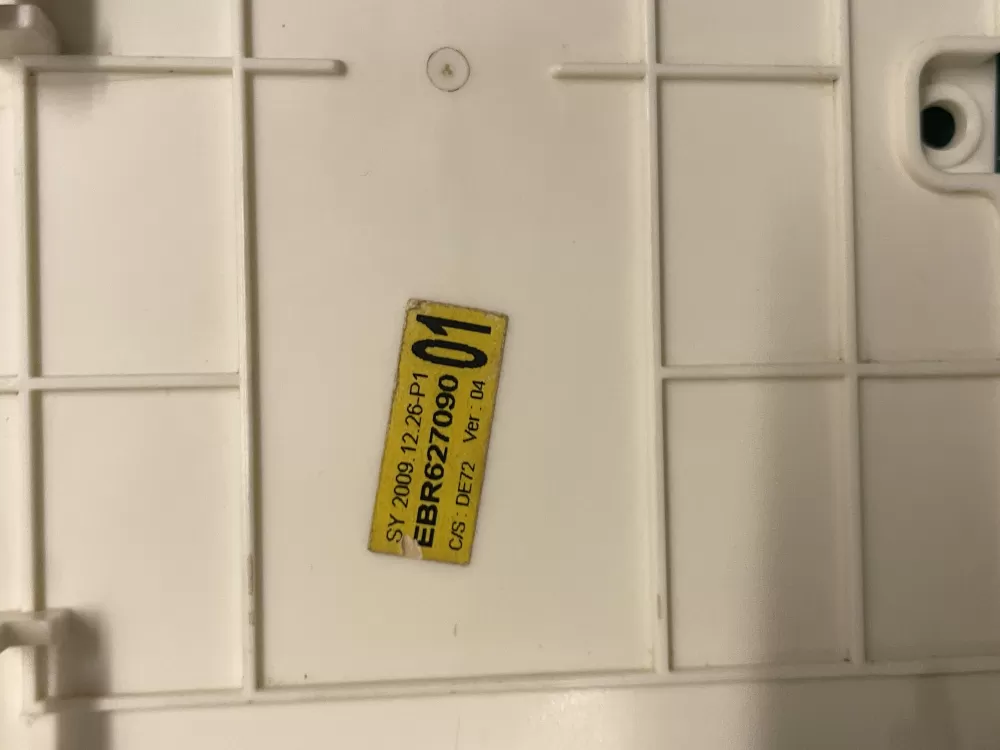 SY 2009.12.26-P1
EBR627090 01
C/S : DE72 Ver : 04